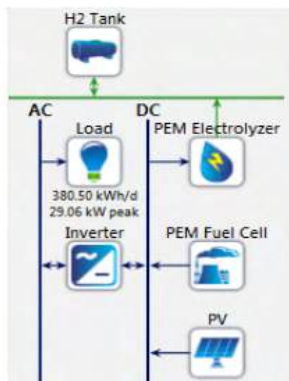 H2 Tank
AC
DC
Load
PEM Electrolyzer
380.50 kWh/d
29.06 kW peak
Inverter
PEM Fuel Cell
PV